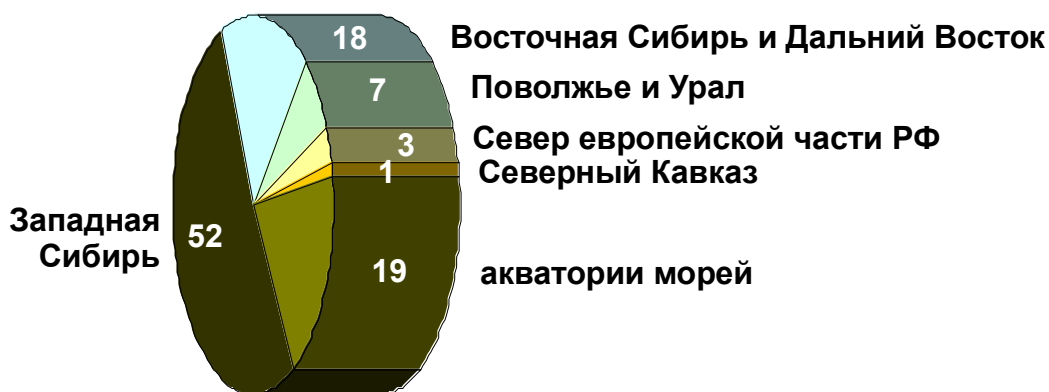 18 Восточная Сибирь и Дальний Восток
7 Поволжье и Урал
3 Север европейской части РФ
1 Северный Кавказ
Западная
Сибирь
52
19 акватории морей